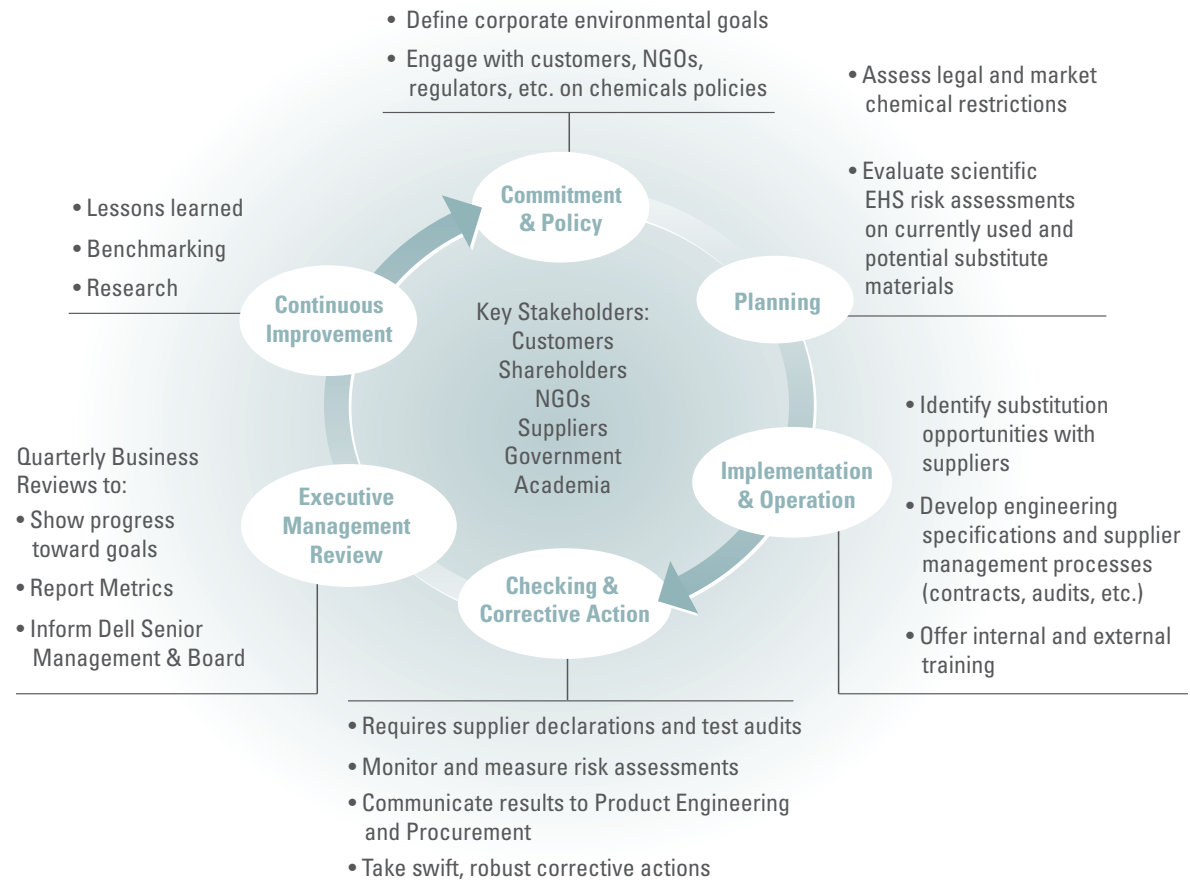 • Define corporate environmental goals
• Engage with customers, NGOs,
regulators, etc. on chemicals policies
Commitment
& Policy
• Assess legal and market
chemical restrictions
• Evaluate scientific
EHS risk assessments
on currently used and
potential substitute
materials
Planning
• Identify substitution
opportunities with
suppliers
• Develop engineering
specifications and supplier
management processes
(contracts, audits, etc.)
• Offer internal and external
training
Implementation
& Operation
Checking &
Corrective Action
• Requires supplier declarations and test audits
• Monitor and measure risk assessments
• Communicate results to Product Engineering
and Procurement
• Take swift, robust corrective actions
Executive
Management
Review
Quarterly Business
Reviews to:
• Show progress
toward goals
• Report Metrics
• Inform Dell Senior
Management & Board
Continuous
Improvement
• Lessons learned
• Benchmarking
• Research
Key Stakeholders:
Customers
Shareholders
NGOs
Suppliers
Government
Academia